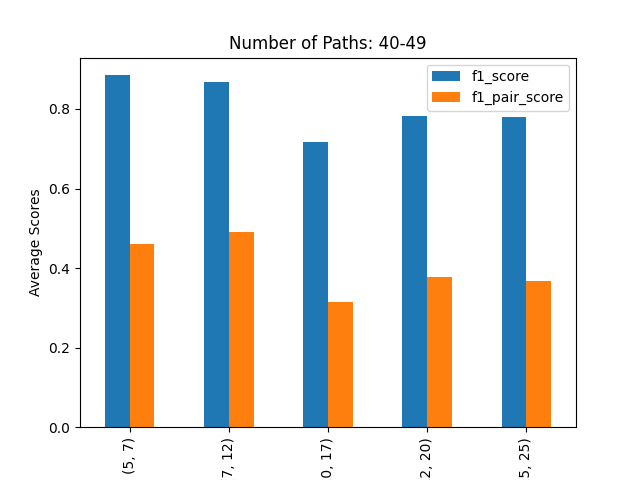 Number of Paths: 40-49
f1_score
f1_pair_score
Average Scores
0.8
0.6
0.4
0.2
0.0
(5, 7)
7, 12)
0, 17)
2, 20)
5, 25)